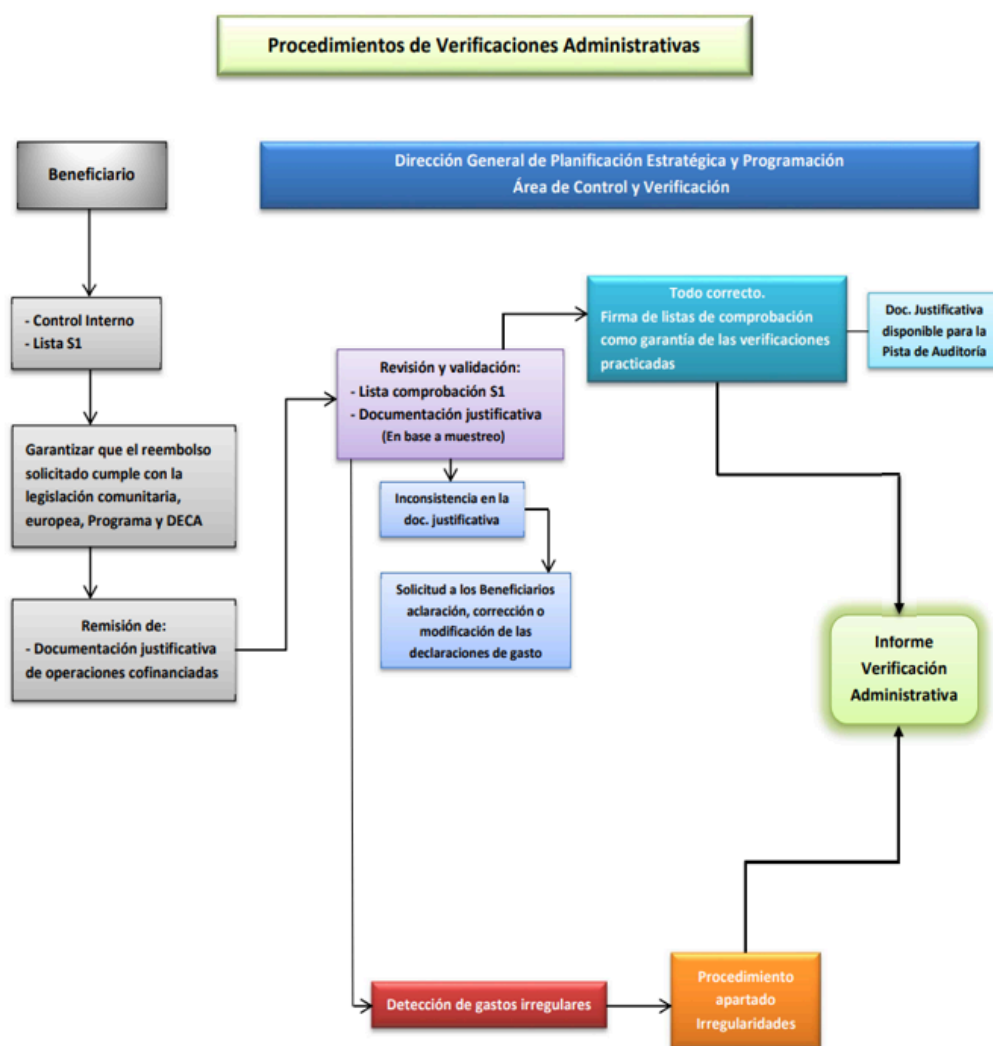 Procedimientos de Verificaciones Administrativas
Beneficiario
Dirección General de Planificación Estratégica y Programación
Área de Control y Verificación
- Control Interno
- Lista S1
Garantizar que el reembolso
solicitado cumple con la
legislación comunitaria,
europea, Programa y DECA
Remisión de:
- Documentación justificativa
de operaciones cofinanciadas
Revisión y validación:
- Lista comprobación S1
- Documentación justificativa
(En base a muestreo)
Inconsistencia en la
doc. justificativa
Solicitud a los Beneficiarios
aclaración, corrección o
modificación de las
declaraciones de gasto
Todo correcto.
Firma de listas de comprobación
como garantía de las verificaciones
practicadas
Doc. Justificativa
disponible para la
Pista de Auditoría
Informe
Verificación
Administrativa
Detección de gastos irregulares
Procedimiento
apartado
Irregularidades